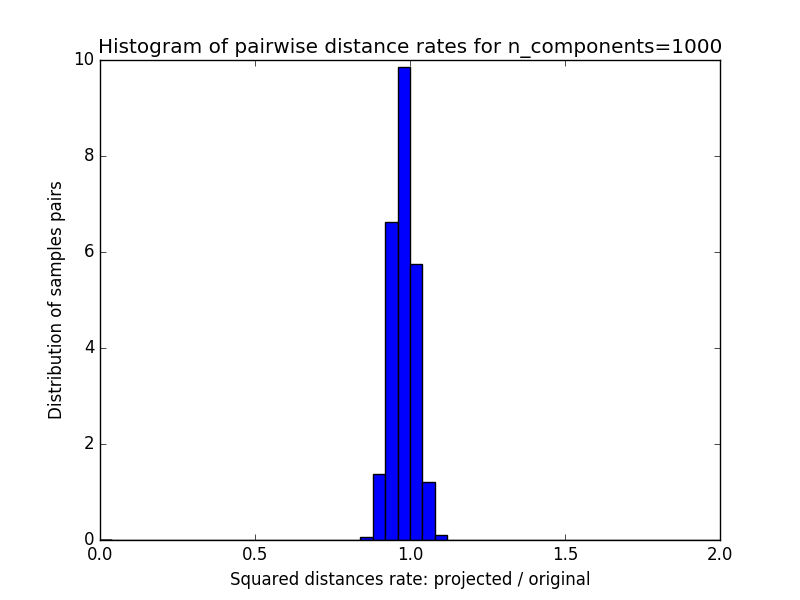 Histogram of pairwise distance rates for n_components=1000
10
8
6
4
2
0
Distribution of samples pairs
0.0 0.5 1.0 1.5 2.0
Squared distances rate: projected / original